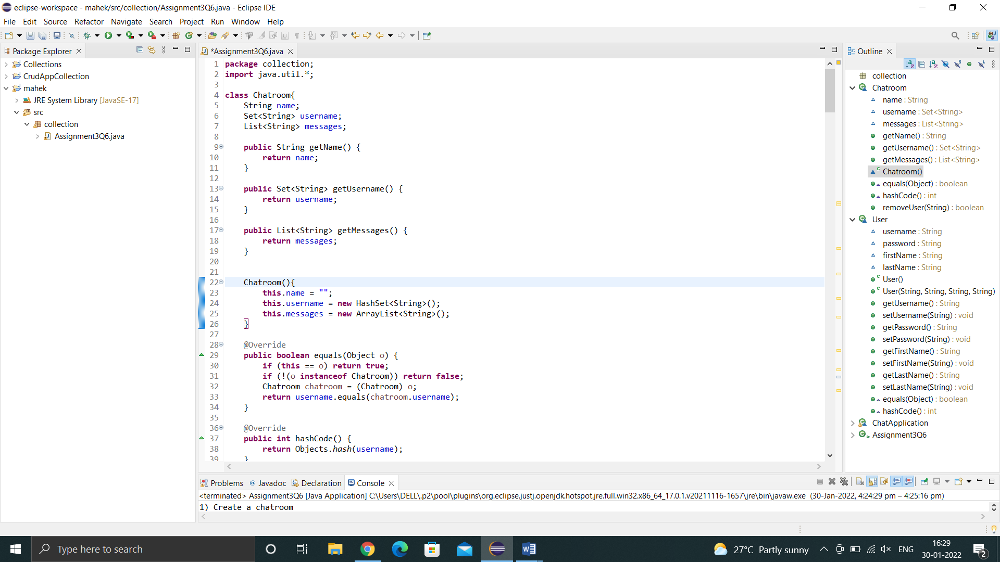 eclipse-workspace - mahek/src/collection/Assignment3Q6.java - Eclipse IDE
File Edit Source Refactor Navigate Search Project Run Window Help
Package Explorer
Collections
CrudAppCollection
mahek
JRE System Library [JavaSE-17]
src
collection
Assignment3Q6.java
*Assignment3Q6.java
1 package collection;
2 import java.util.*;
3
4 class Chatroom{
5 String name;
6 Set<String> username;
7 List<String> messages;
8
9 public String getName() {
10 return name;
11 }
12
13 public Set<String> getUsername() {
14 return username;
15 }
16
17 public List<String> getMessages() {
18 return messages;
19 }
20
21
22 Chatroom(){
23 this.name = "";
24 this.username = new HashSet<String>();
25 this.messages = new ArrayList<String>();
26 }
27
28 @Override
29 public boolean equals(Object o) {
30 if (this == o) return true;
31 if (!(o instanceof Chatroom)) return false;
32 Chatroom chatroom = (Chatroom) o;
33 return username.equals(chatroom.username);
34 }
35
36 @Override
37 public int hashCode() {
38 return Objects.hash(username);
39 }
Outline
collection
Chatroom
name : String
username : Set<String>
messages : List<String>
getName() : String
getUsername() : Set<String>
getMessages() : List<String>
Chatroom()
equals(Object) : boolean
hashCode() : int
removeUser(String) : boolean
User
username : String
password : String
firstName : String
lastName : String
User()
User(String, String, String, String)
getUsername() : String
setUsername(String) : void
getPassword() : String
setPassword(String) : void
getFirstName() : String
setFirstName(String) : void
getLastName() : String
setLastName(String) : void
equals(Object) : boolean
hashCode() : int
ChatApplication
Assignment3Q6
Problems @ Javadoc Declaration Console
<terminated> Assignment3Q6 [Java Application] C:\Users\DELL\.p2\pool\plugins\org.eclipse.justj.openjdk.hotspot.jre.full.win32.x86_64_17.0.1.v20211116-1657\jre\bin\javaw.exe (30-Jan-2022, 4:24:29 pm – 4:25:16 pm)
1) Create a chatroom
Type here to search
27°C Partly sunny
ENG
16:29
30-01-2022
2